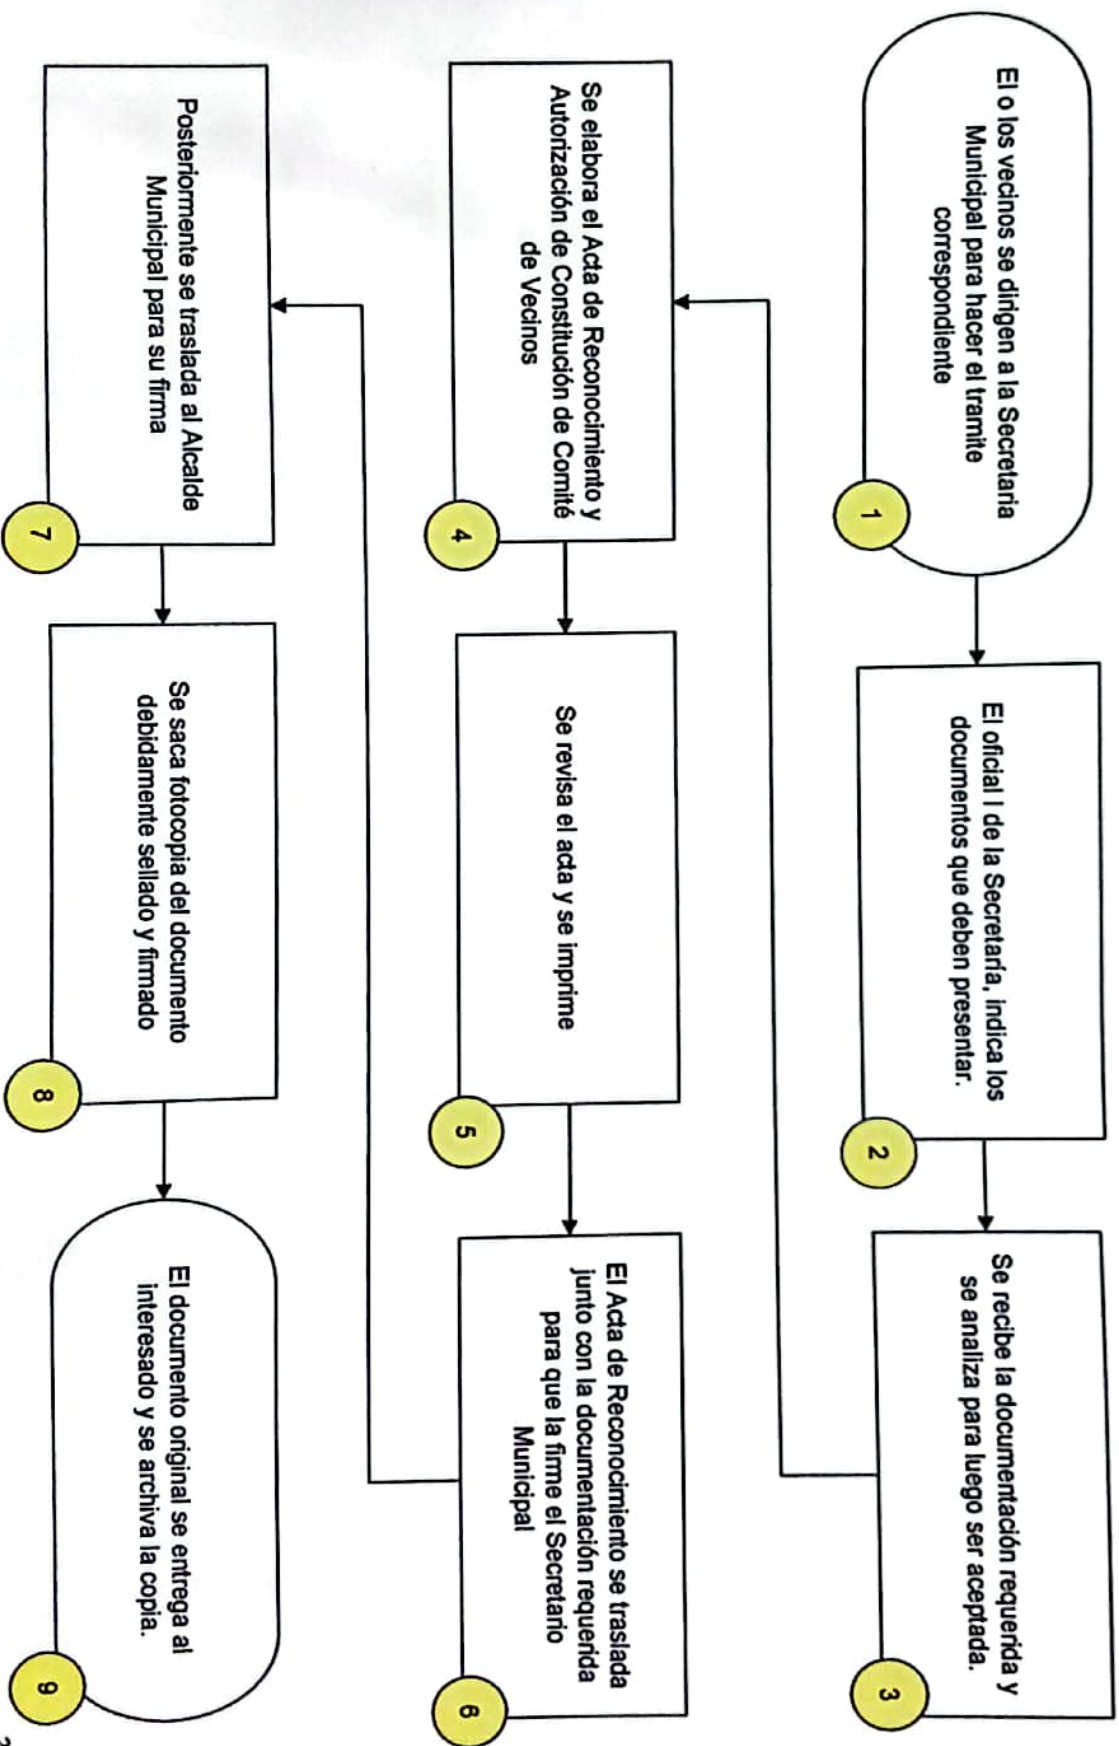 El o los vecinos se dirigen a la Secretaria
Municipal para hacer el tramite
correspondiente
1
El oficial I de la Secretaría, indica los
documentos que deben presentar.
2
Se recibe la documentación requerida y
se analiza para luego ser aceptada.
3
Se elabora el Acta de Reconocimiento y
Autorización de Constitución de Comité
de Vecinos
4
Se revisa el acta y se imprime
5
El Acta de Reconocimiento se traslada
junto con la documentación requerida
para que la firme el Secretario
Municipal
6
Posteriormente se traslada al Alcalde
Municipal para su firma
7
Se saca fotocopia del documento
debidamente sellado y firmado
8
El documento original se entrega al
interesado y se archiva la copia.
9